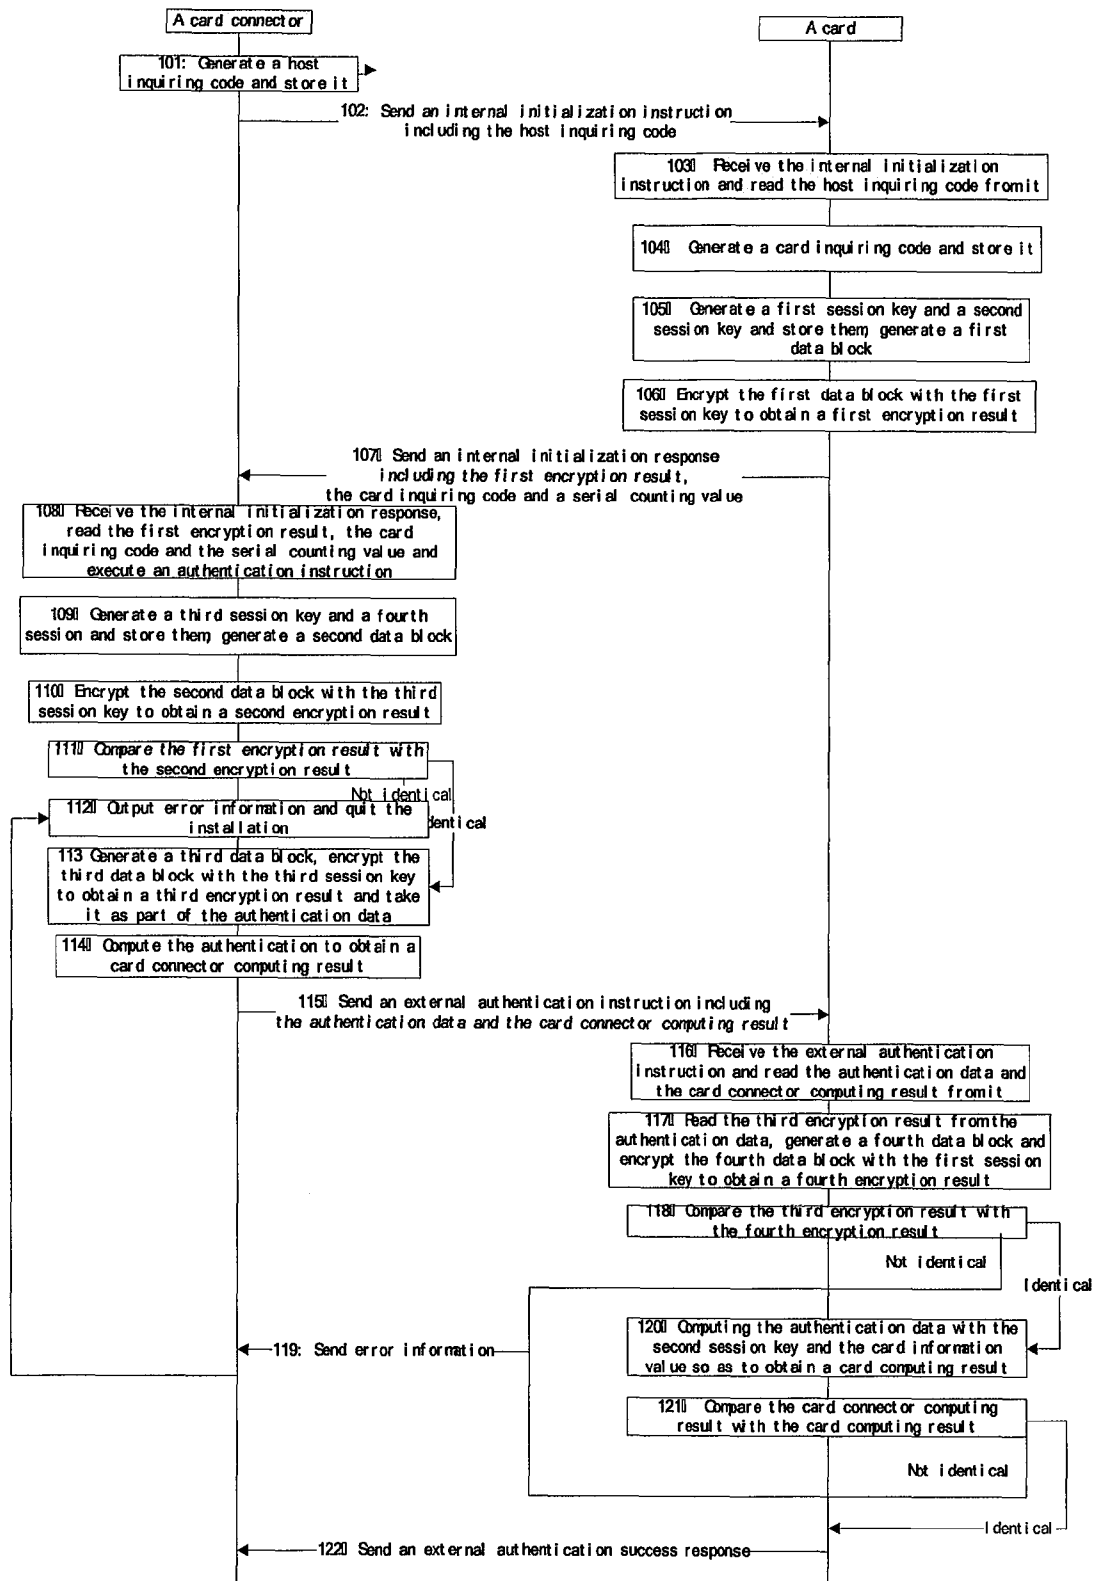 A card connector
A card
101: Generate a host
inquiring code and store it
102: Send an internal initialization instruction
including the host inquiring code
103 Receive the internal initialization
instruction and read the host inquiring code from it
104 Generate a card inquiring code and store it
105 Generate a first session key and a second
session key and store them, generate a first
data block
106 Encrypt the first data block with the first
session key to obtain a first encryption result
107 Send an internal initialization response
including the first encryption result,
the card inquiring code and a serial counting value
108 Receive the internal initialization response,
read the first encryption result, the card
inquiring code and the serial counting value and
execute an authentication instruction
109 Generate a third session key and a fourth
session and store them, generate a second data block
110 Encrypt the second data block with the third
session key to obtain a second encryption result
111 Compare the first encryption result with
the second encryption result
Not identical
112 Output error information and quit the
installation
dentical
113 Generate a third data block, encrypt the
third data block with the third session key
to obtain a third encryption result and take
it as part of the authentication data
114 Compute the authentication to obtain a
card connector computing result
115 Send an external authentication instruction including
the authentication data and the card connector computing result
116 Receive the external authentication
instruction and read the authentication data and
the card connector computing result from it
117 Read the third encryption result from the
authentication data, generate a fourth data block and
encrypt the fourth data block with the first session
key to obtain a fourth encryption result
118 Compare the third encryption result with
the fourth encryption result
Not identical
Identical
119: Send error information
120 Computing the authentication data with the
second session key and the card information
value so as to obtain a card computing result
121 Compare the card connector computing
result with the card computing result
Not identical
Identical
122 Send an external authentication success response